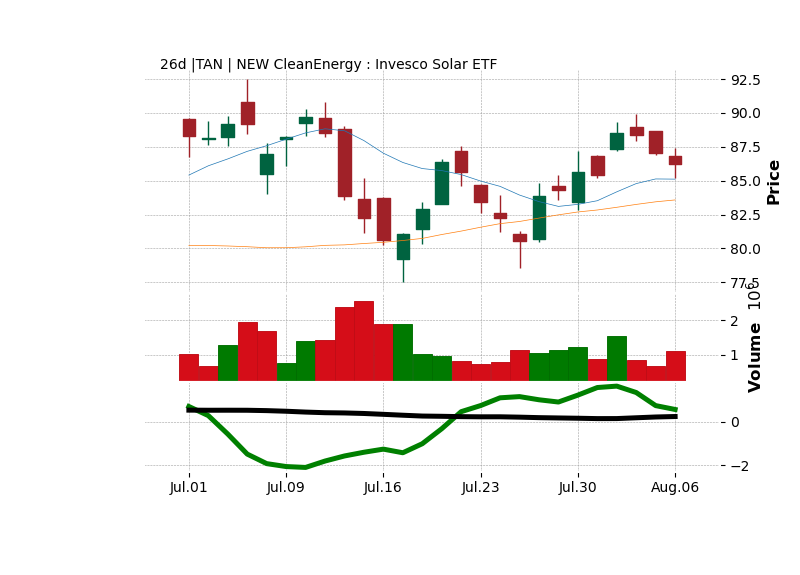 26d |TAN | NEW CleanEnergy : Invesco Solar ETF
92.5
90.0
87.5
85.0
82.5
80.0
77.5
Price
2
1
Volume 10^6
0
−2
Jul.01 Jul.09 Jul.16 Jul.23 Jul.30 Aug.06